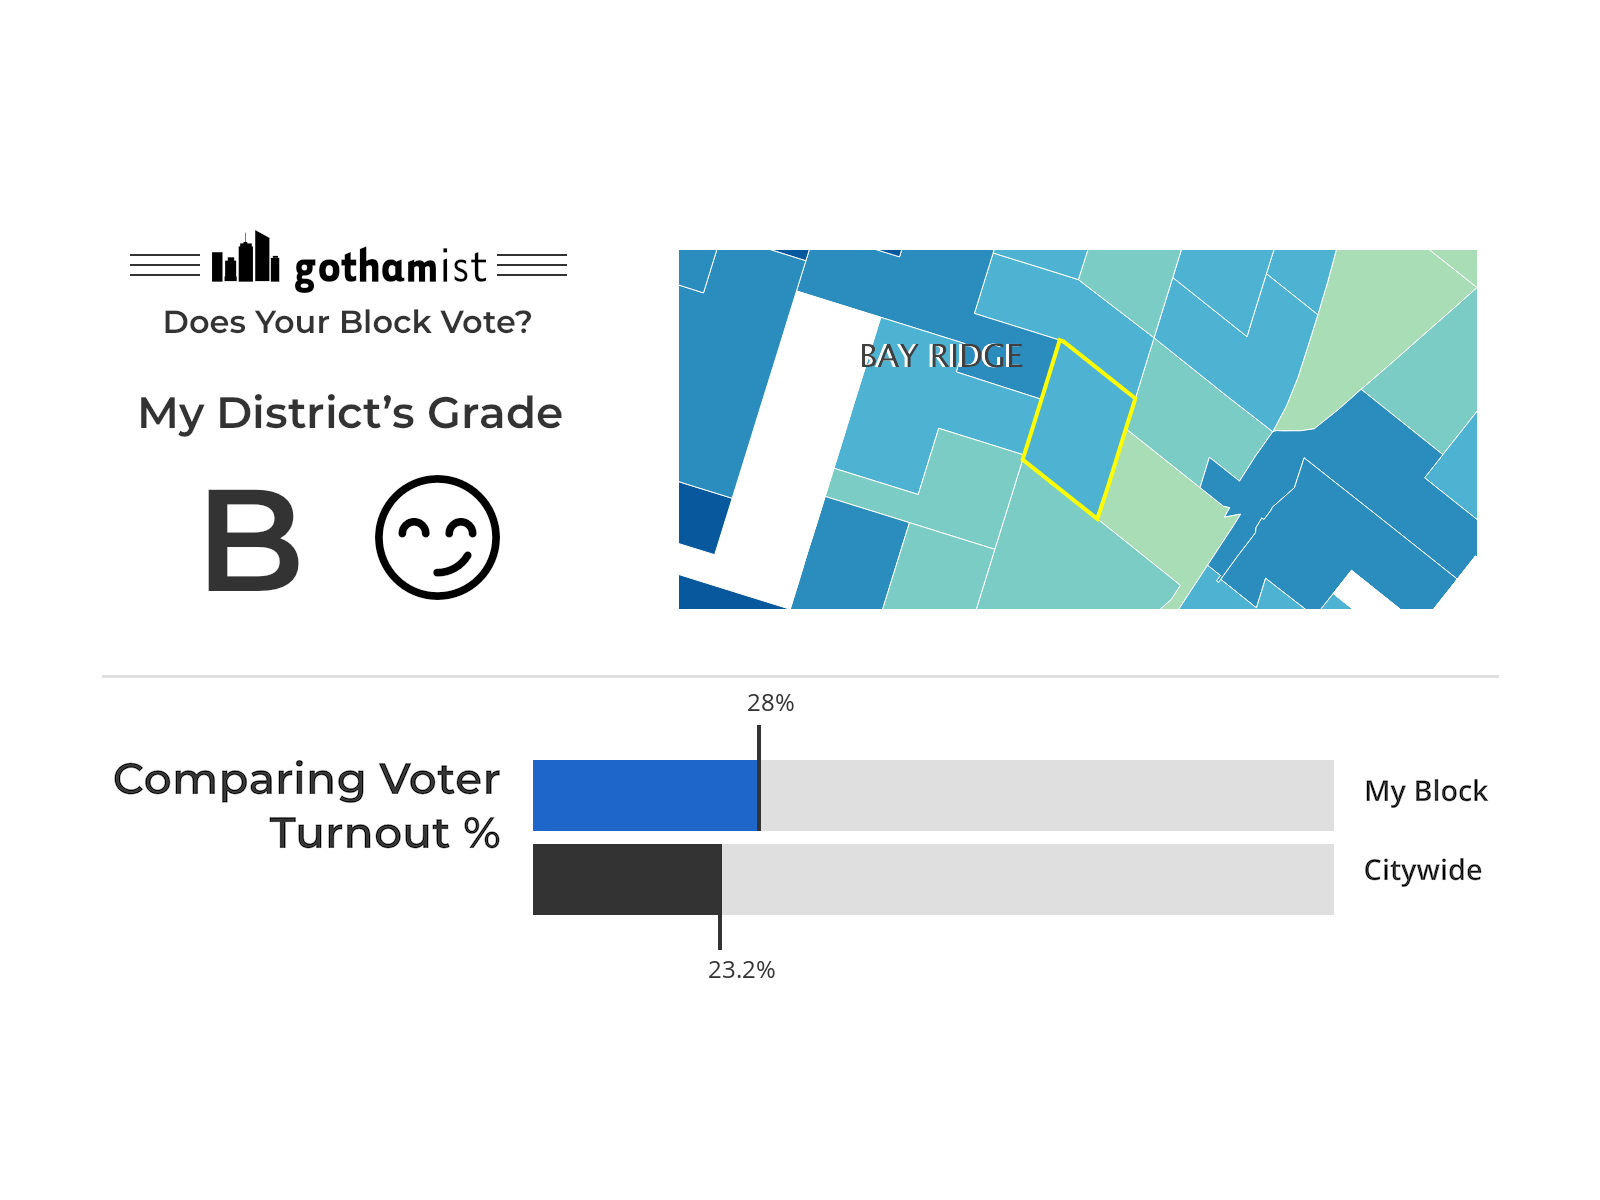 gothamist
Does Your Block Vote?
My District’s Grade
B
BAY RIDGE
28%
Comparing Voter
Turnout %
My Block
Citywide
23.2%